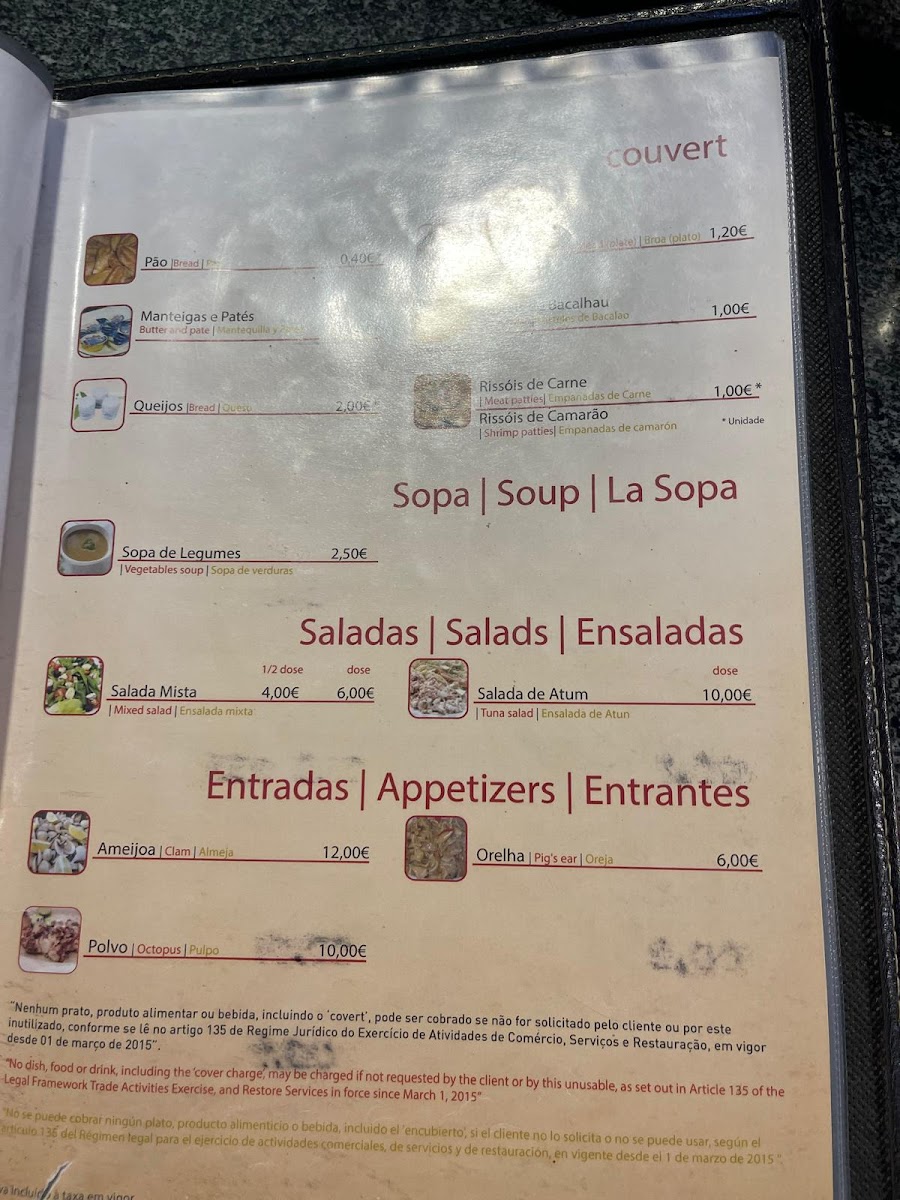 couvert
Pão |Bread |
0,40€ *
| Broa (plato) 1,20€
Manteigas e Patés
Butter and pate | Mantequilla y
Bacalhau
de Bacalao
1,00€
Queijos |Bread | Queso 2,00€ *
Rissóis de Carne
| Meat patties| Empanadas de Carne
1,00€ *
Rissóis de Camarão
| Shrimp patties| Empanadas de camarón
* Unidade
Sopa | Soup | La Sopa
Sopa de Legumes 2,50€
|Vegetables soup | Sopa de verduras
Saladas | Salads | Ensaladas
1/2 dose dose
Salada Mista 4,00€ 6,00€
| Mixed salad | Ensalada mixta
dose
Salada de Atum 10,00€
| Tuna salad | Ensalada de Atun
Entradas | Appetizers | Entrantes
Ameijoa | Clam | Almeja 12,00€
Orelha | Pig's ear | Oreja 6,00€
Polvo | Octopus | Pulpo 10,00€
"Nenhum prato, produto alimentar ou bebida, incluindo o 'covert', pode ser cobrado se não for solicitado pelo cliente ou por este
inutilizado, conforme se lê no artigo 135 de Regime Jurídico do Exercício de Atividades de Comércio, Serviços e Restauração, em vigor
desde 01 de março de 2015".
"No dish, food or drink, including the 'cover charge', may be charged if not requested by the client or by this unusable, as set out in Article 135 of the
Legal Framework Trade Activities Exercise, and Restore Services in force since March 1, 2015"
"No se puede cobrar ningún plato, producto alimenticio o bebida, incluido el 'encubierto', si el cliente no lo solicita o no se puede usar, según el
artículo 135 del Régimen legal para el ejercicio de actividades comerciales, de servicios y de restauración, en vigente desde el 1 de marzo de 2015 "
Iva incluído à taxa em vigor